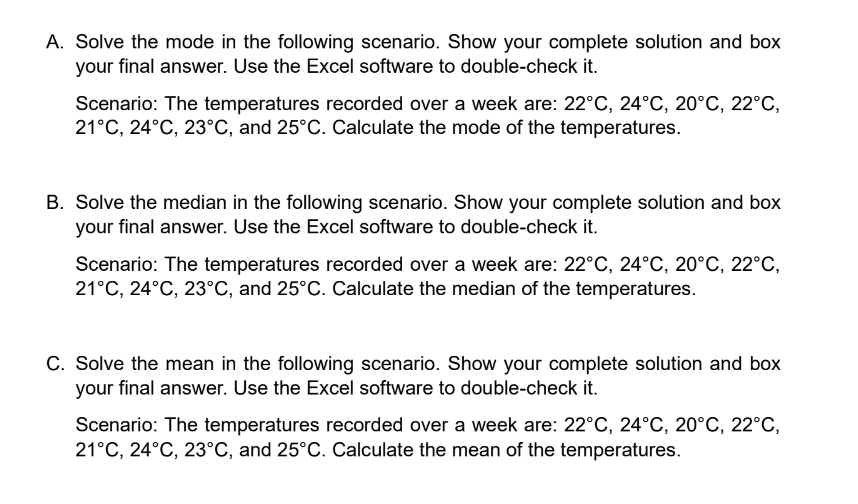 A. Solve the mode in the following scenario. Show your complete solution and box
your final answer. Use the Excel software to double-check it.
Scenario: The temperatures recorded over a week are: 22°C, 24°C, 20°C, 22°C,
21°C, 24°C, 23°C, and 25°C. Calculate the mode of the temperatures.
B. Solve the median in the following scenario. Show your complete solution and box
your final answer. Use the Excel software to double-check it.
Scenario: The temperatures recorded over a week are: 22°C, 24°C, 20°C, 22°C,
21°C, 24°C, 23°C, and 25°C. Calculate the median of the temperatures.
C. Solve the mean in the following scenario. Show your complete solution and box
your final answer. Use the Excel software to double-check it.
Scenario: The temperatures recorded over a week are: 22°C, 24°C, 20°C, 22°C,
21°C, 24°C, 23°C, and 25°C. Calculate the mean of the temperatures.